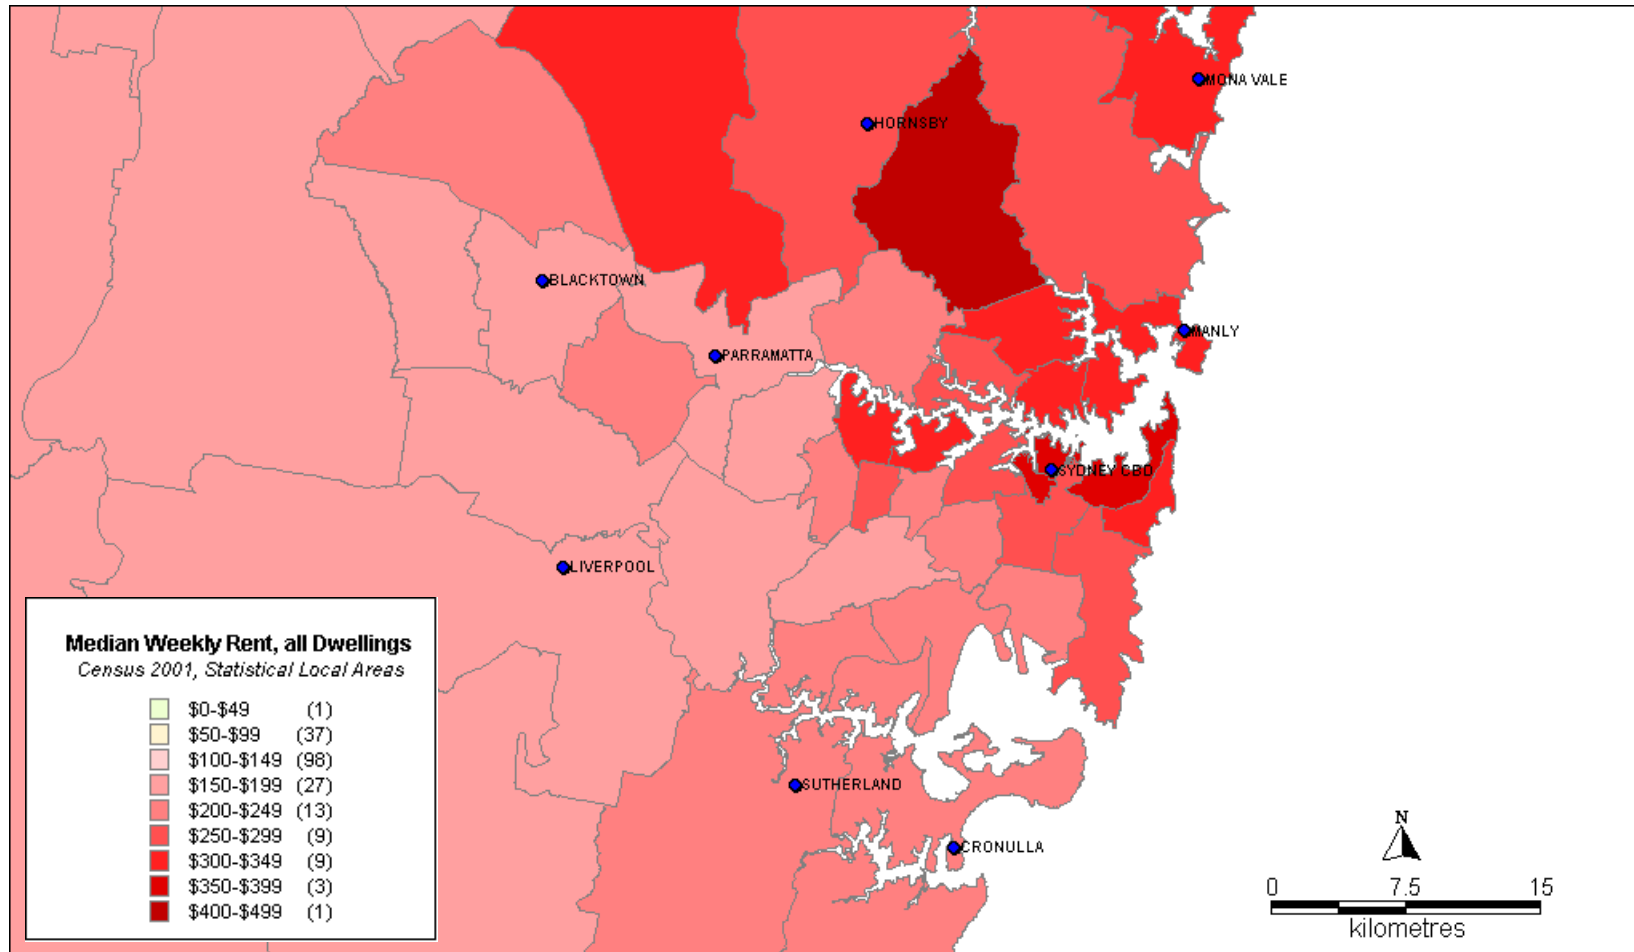 MONA VALE
HORNSBY
BLACKTOWN
MANLY
PARRAMATTA
SYDNEY CBD
LIVERPOOL
SUTHERLAND
CRONULLA
Median Weekly Rent, all Dwellings
Census 2001, Statistical Local Areas
$0-$49 (1)
$50-$99 (37)
$100-$149 (98)
$150-$199 (27)
$200-$249 (13)
$250-$299 (9)
$300-$349 (9)
$350-$399 (3)
$400-$499 (1)
N
0 7.5 15
kilometres